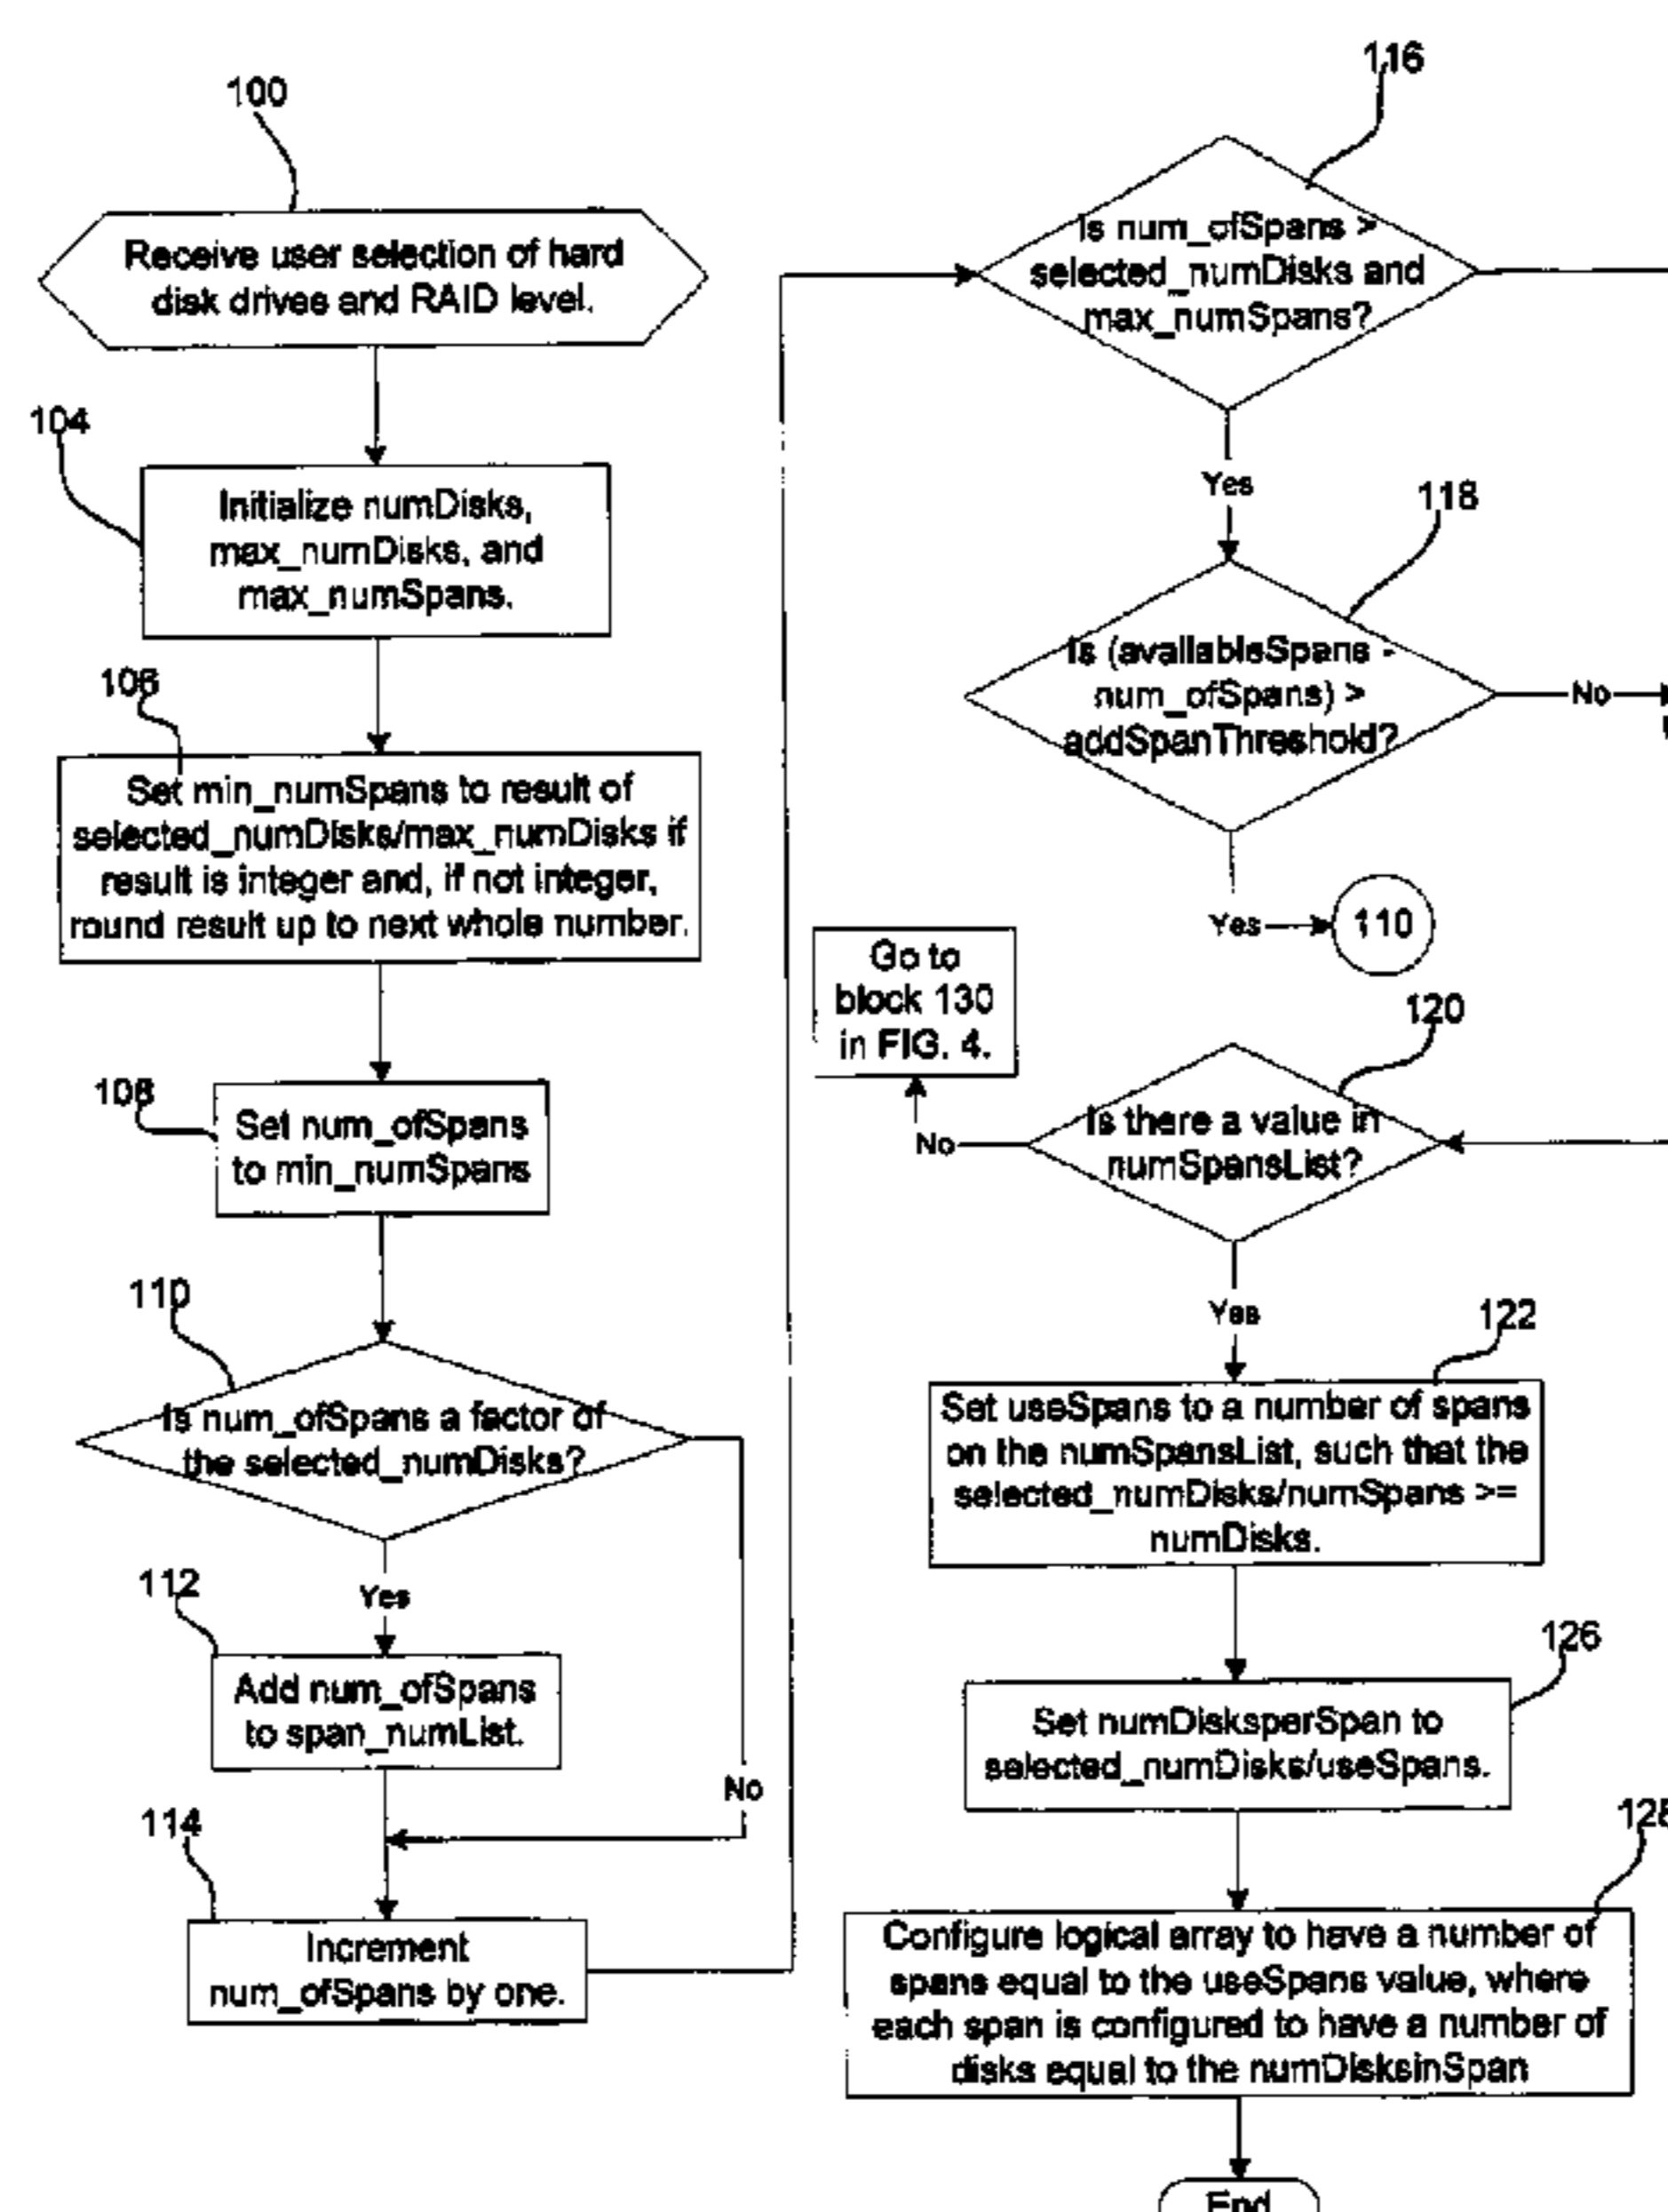 100
Receive user selection of hard
disk drives and RAID level.
104
Initialize numDisks,
max_numDisks, and
max_numSpans.
106
Set min_numSpans to result of
selected_numDisks/max_numDisks if
result is integer and, if not integer,
round result up to next whole number.
108
Set num_ofSpans
to min_numSpans
110
Is num_ofSpans a factor of
the selected_numDisks?
Yes
112
Add num_ofSpans
to span_numList.
No
114
Increment
num_ofSpans by one.
116
Is num_ofSpans >
selected_numDisks and
max_numSpans?
Yes
118
Is (availableSpans -
num_ofSpans) >
addSpanThreshold?
No
Yes
110
Go to
block 130
in FIG. 4.
120
Is there a value in
numSpansList?
No
Yes
122
Set useSpans to a number of spans
on the numSpansList, such that the
selected_numDisks/numSpans >=
numDisks.
126
Set numDisksperSpan to
selected_numDisks/useSpans.
128
Configure logical array to have a number of
spans equal to the useSpans value, where
each span is configured to have a number of
disks equal to the numDisksinSpan
End